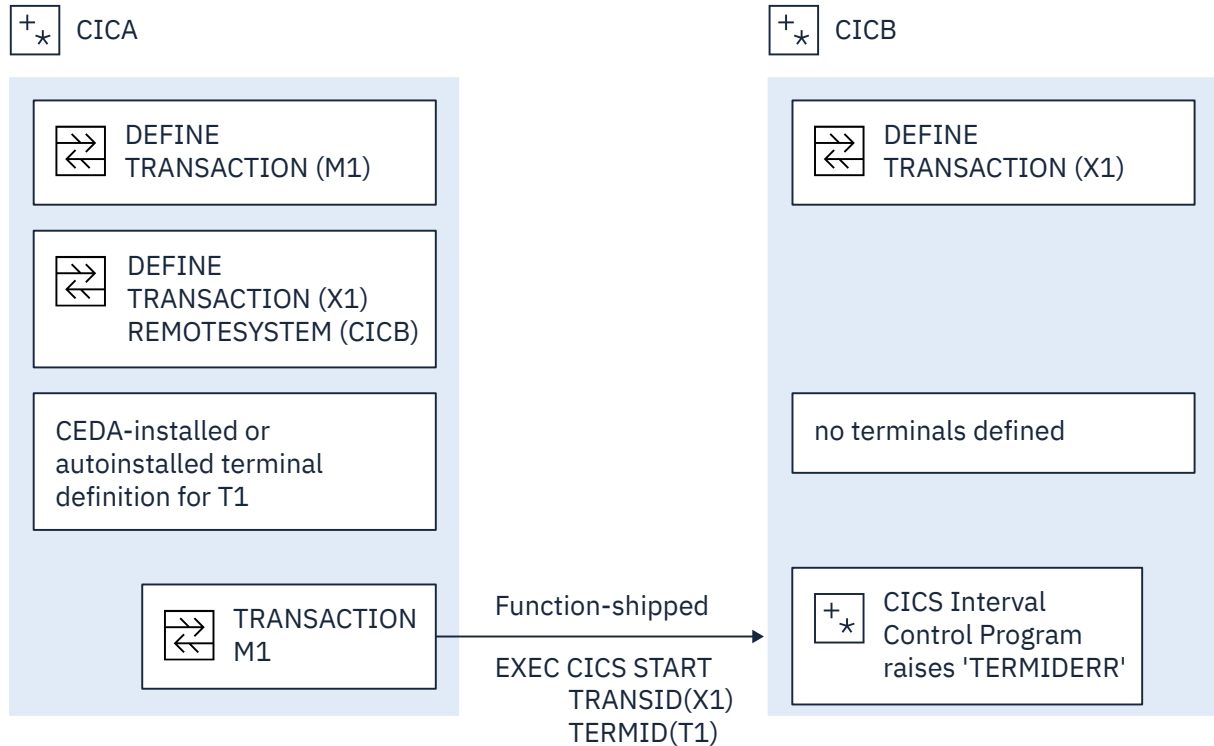 CICA
DEFINE
TRANSACTION (M1)
DEFINE
TRANSACTION (X1)
REMOTESYSTEM (CICB)
CEDA-installed or
autoinstalled terminal
definition for T1
TRANSACTION
M1
Function-shipped
EXEC CICS START
TRANSID(X1)
TERMID(T1)
CICB
DEFINE
TRANSACTION (X1)
no terminals defined
CICS Interval
Control Program
raises 'TERMIDERR'